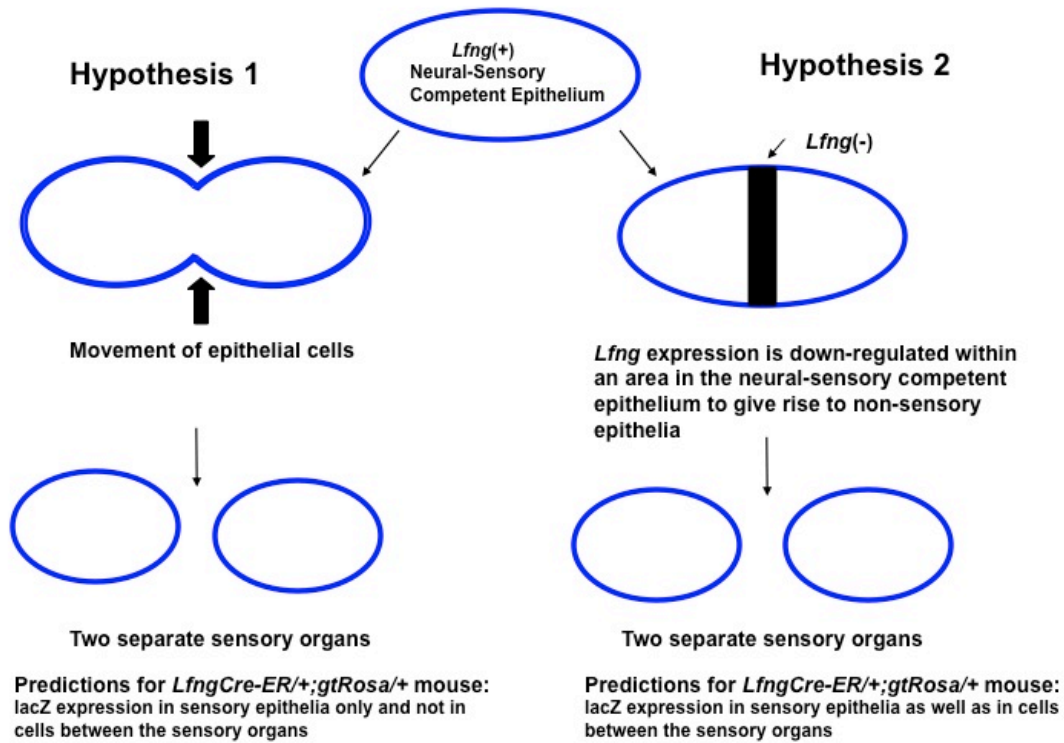 Hypothesis 1
Lfng(+)
Neural-Sensory
Competent Epithelium
Hypothesis 2
Lfng(-)
Movement of epithelial cells
Lfng expression is down-regulated within
an area in the neural-sensory competent
epithelium to give rise to non-sensory
epithelia
Two separate sensory organs
Two separate sensory organs
Predictions for LfngCre-ER/+;gtRosa/+ mouse:
lacZ expression in sensory epithelia only and not in
cells between the sensory organs
Predictions for LfngCre-ER/+;gtRosa/+ mouse:
lacZ expression in sensory epithelia as well as in cells
between the sensory organs